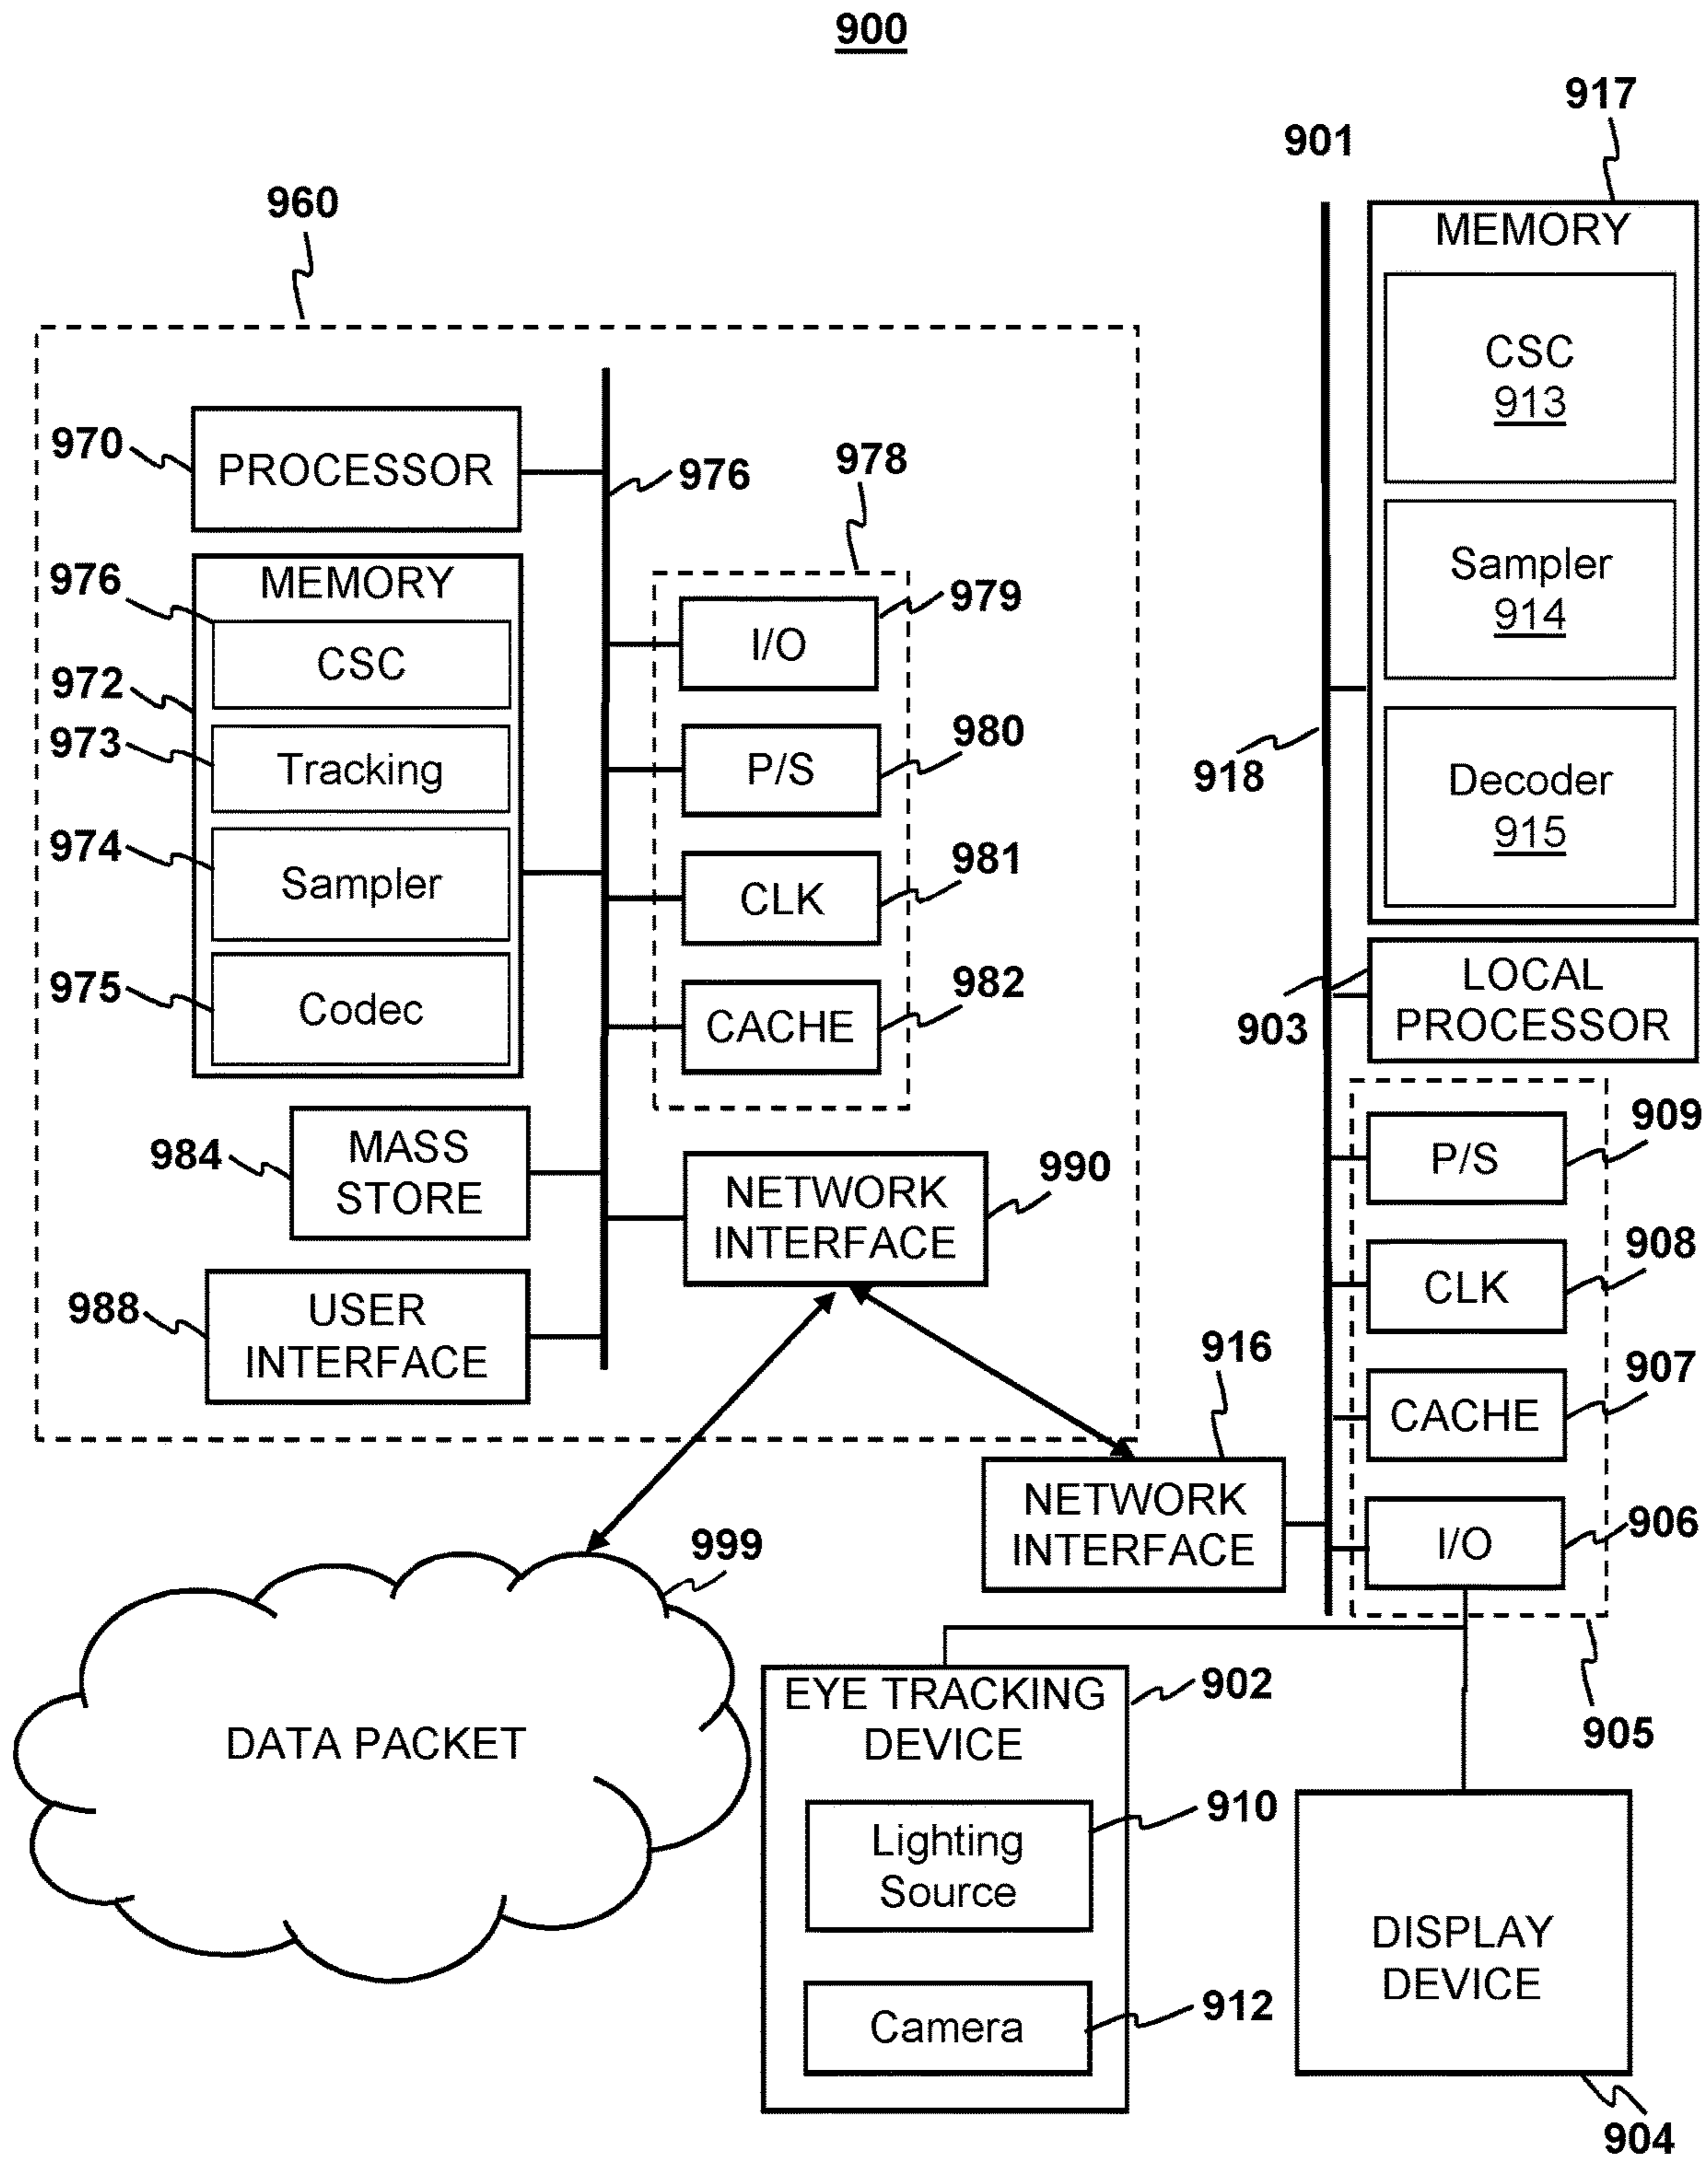 900
917
901
960
MEMORY
CSC
913
970
PROCESSOR
976
978
Sampler
914
976
MEMORY
979
CSC
I/O
972
973
Tracking
980
P/S
918
Decoder
915
974
Sampler
981
CLK
975
Codec
982
CACHE
903
LOCAL
PROCESSOR
984
MASS
STORE
990
NETWORK
INTERFACE
909
P/S
908
CLK
988
USER
INTERFACE
916
907
CACHE
NETWORK
INTERFACE
906
I/O
999
DATA PACKET
EYE TRACKING
DEVICE
902
905
910
Lighting
Source
DISPLAY
DEVICE
912
Camera
904